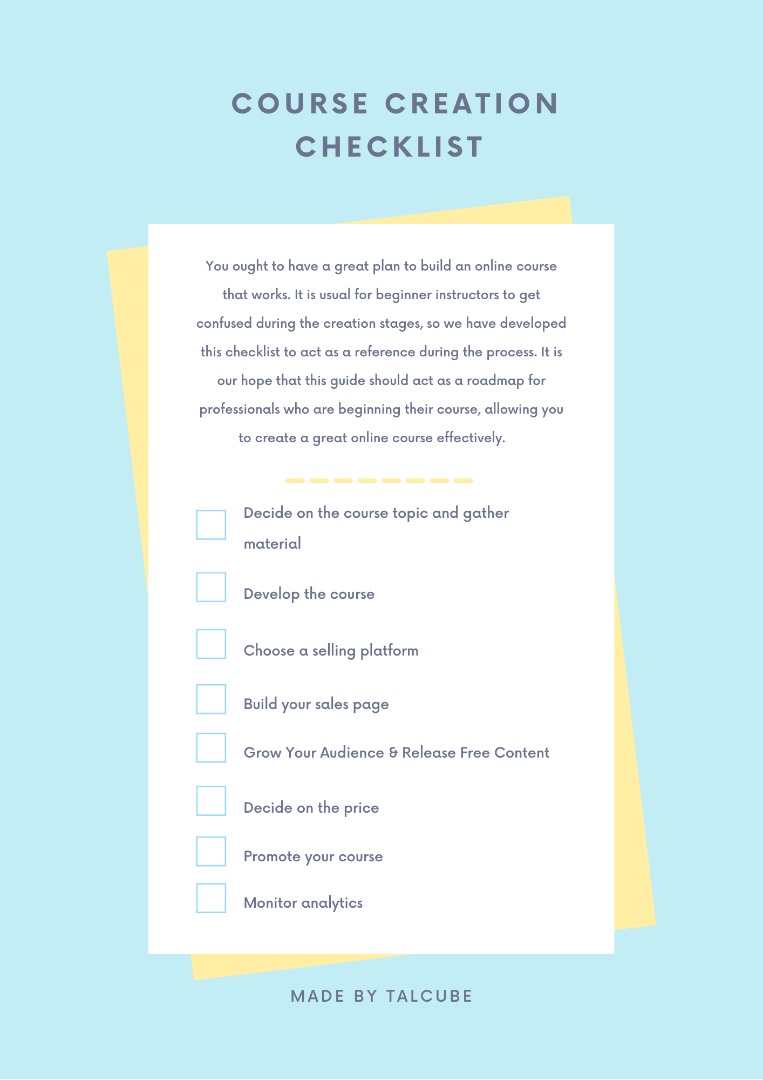 COURSE CREATION
CHECKLIST
You ought to have a great plan to build an online course
that works. It is usual for beginner instructors to get
confused during the creation stages, so we have developed
this checklist to act as a reference during the process. It is
our hope that this guide should act as a roadmap for
professionals who are beginning their course, allowing you
to create a great online course effectively.
Decide on the course topic and gather
material
Develop the course
Choose a selling platform
Build your sales page
Grow Your Audience & Release Free Content
Decide on the price
Promote your course
Monitor analytics
MADE BY TALCUBE